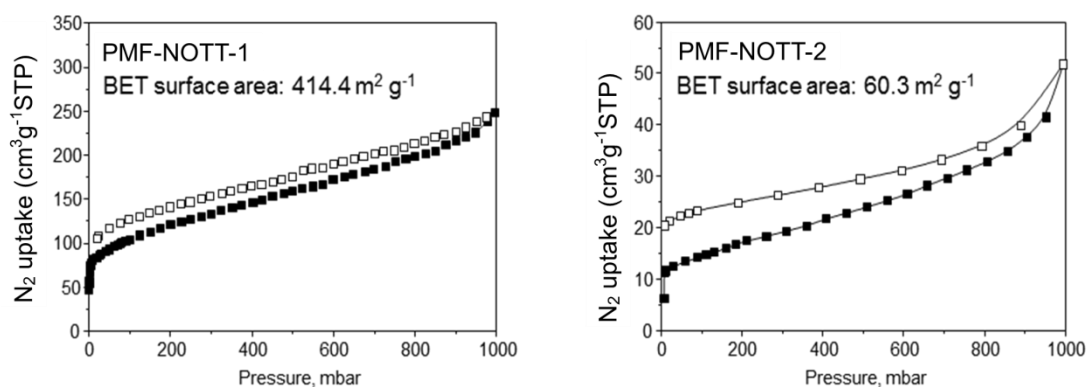 PMF-NOTT-1
BET surface area: 414.4 m² g⁻¹
N₂ uptake (cm³g⁻¹STP)
350
300
250
200
150
100
50
0
0 200 400 600 800 1000
Pressure, mbar
PMF-NOTT-2
BET surface area: 60.3 m² g⁻¹
N₂ uptake (cm³g⁻¹STP)
60
50
40
30
20
10
0
0 200 400 600 800 1000
Pressure, mbar